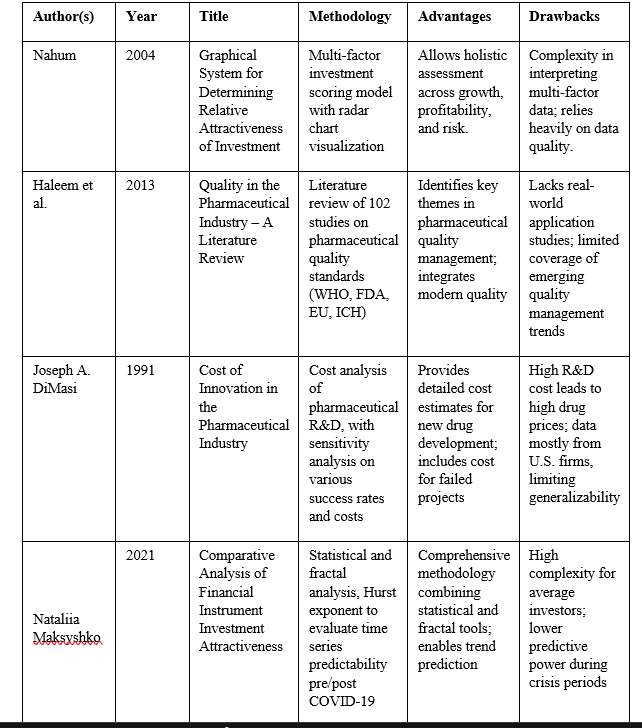 Author(s) Year Title Methodology Advantages Drawbacks
Nahum
2004
Graphical
System for
Determining
Relative
Attractiveness
of Investment
Multi-factor
investment
scoring model
with radar
chart
visualization
Allows holistic
assessment
across growth,
profitability,
and risk.
Complexity in
interpreting
multi-factor
data; relies
heavily on data
quality.
Haleem et
al.
2013
Quality in the
Pharmaceutical
Industry – A
Literature
Review
Literature
review of 102
studies on
pharmaceutical
quality
standards
(WHO, FDA,
EU, ICH)
Identifies key
themes in
pharmaceutical
quality
management;
integrates
modern quality
Lacks real-
world
application
studies; limited
coverage of
emerging
quality
management
trends
Joseph A.
DiMasi
1991
Cost of
Innovation in
the
Pharmaceutical
Industry
Cost analysis
of
pharmaceutical
R&D, with
sensitivity
analysis on
various
success rates
and costs
Provides
detailed cost
estimates for
new drug
development;
includes cost
for failed
projects
High R&D
cost leads to
high drug
prices; data
mostly from
U.S. firms,
limiting
generalizability
Nataliia
Maksyshko
2021
Comparative
Analysis of
Financial
Instrument
Investment
Attractiveness
Statistical and
fractal
analysis, Hurst
exponent to
evaluate time
series
predictability
pre/post
COVID-19
Comprehensive
methodology
combining
statistical and
fractal tools;
enables trend
prediction
High
complexity for
average
investors;
lower
predictive
power during
crisis periods